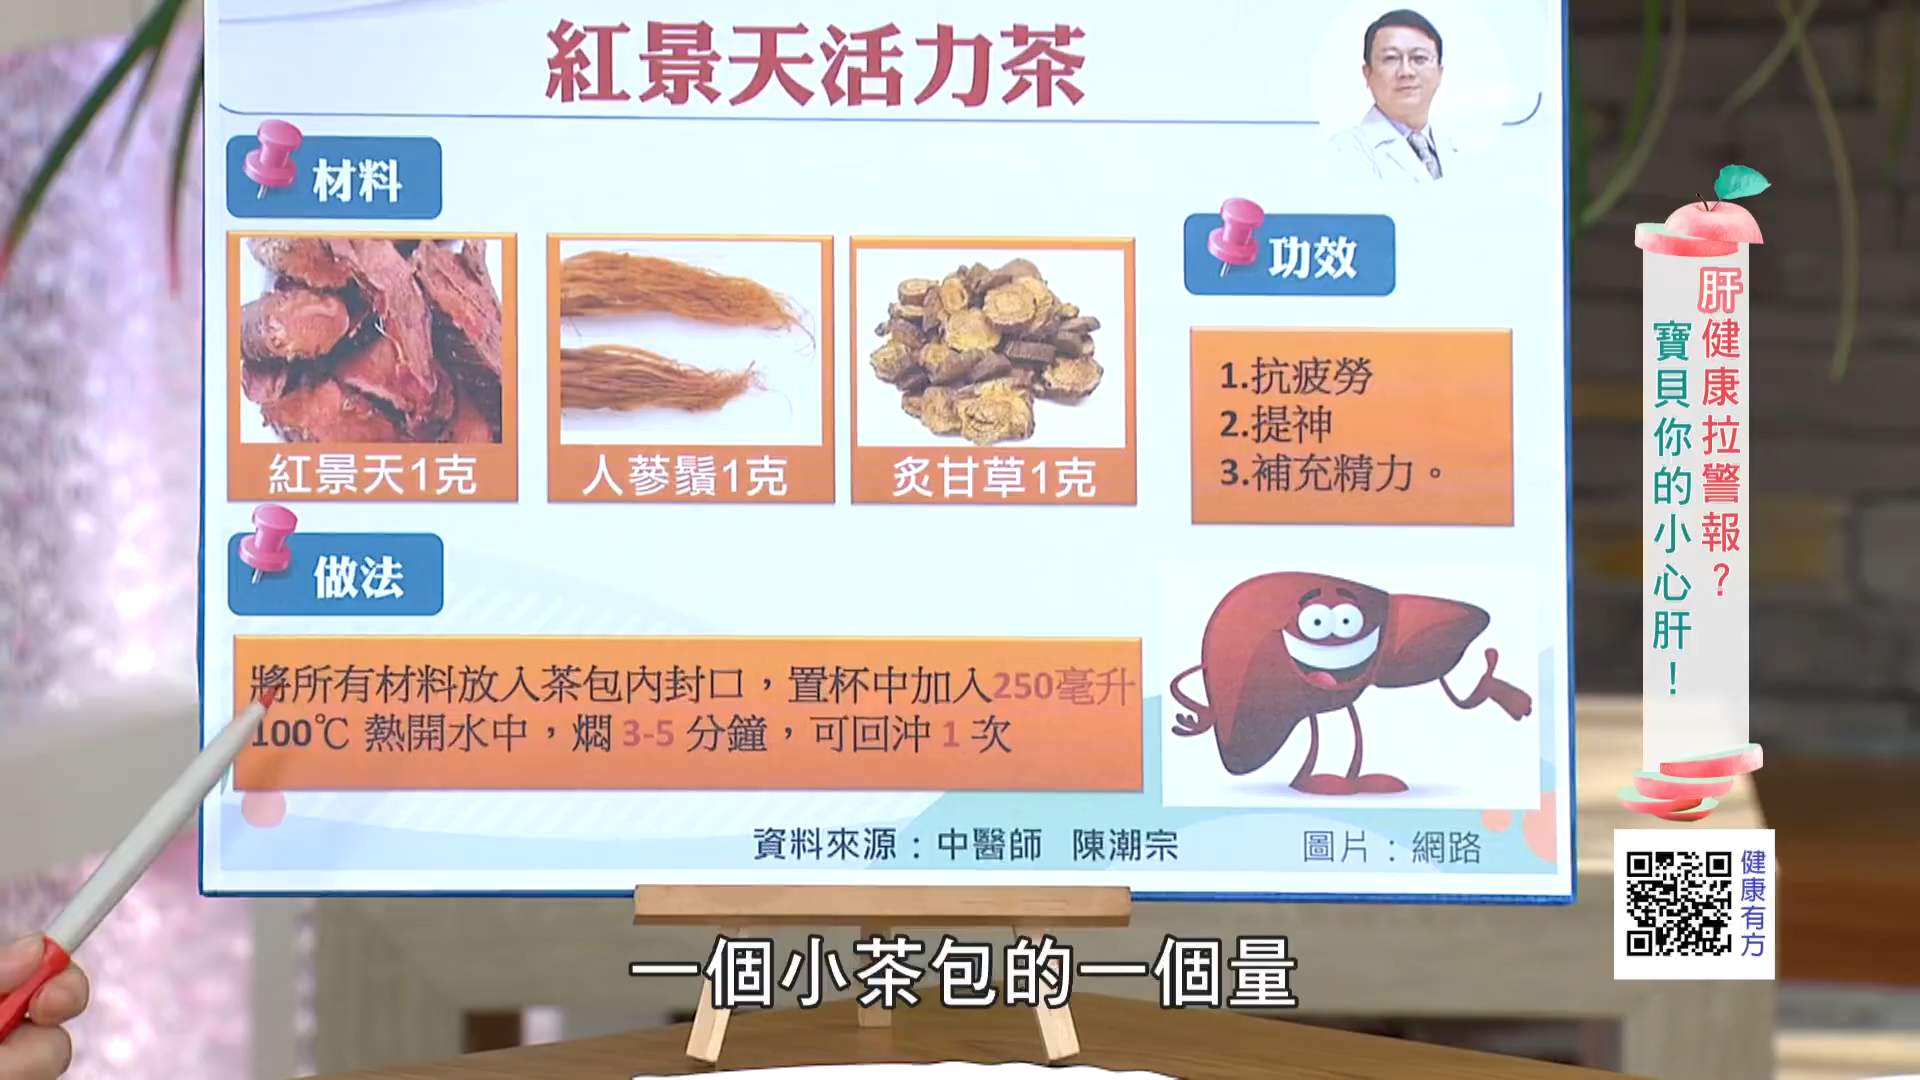 紅景天活力茶
材料
紅景天1克
人蔘鬚1克
炙甘草1克
功效
1.抗疲勞
2.提神
3.補充精力。
做法
將所有材料放入茶包內封口，置杯中加入250毫升
100℃ 熱開水中，燜 3-5 分鐘，可回沖 1 次
資料來源：中醫師 陳潮宗
圖片：網路
肝健康拉警報？
寶貝你的小心肝！
健康有方
一個小茶包的一個量